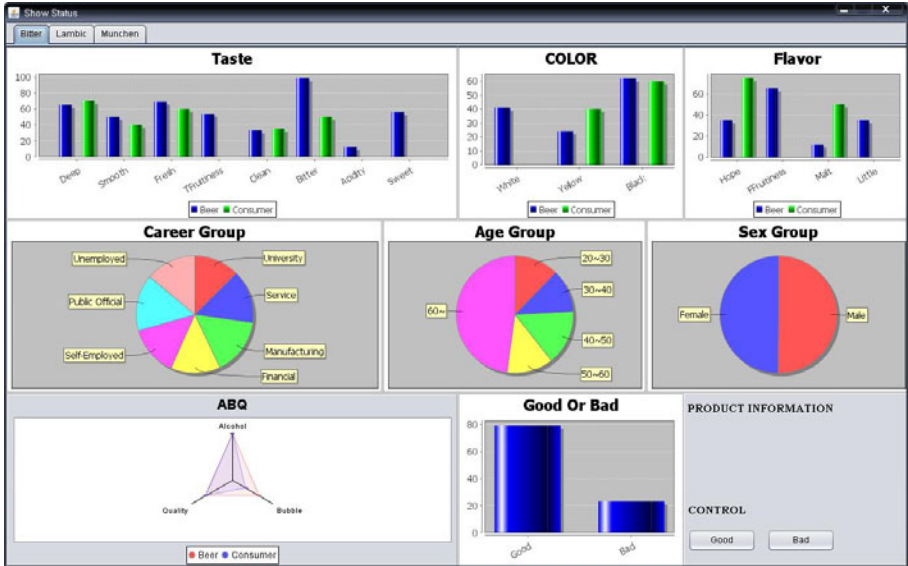 Show Status
Bitter Lambic Munchen
Taste
100
80
60
40
20
0
Deep Smooth Fresh TFruitiness Clean Bitter Acidity Sweet
Beer Consumer
COLOR
60
50
40
30
20
10
0
White Yellow Black
Beer Consumer
Flavor
60
40
20
0
Hope FFruitiness Malt Little
Beer Consumer
Career Group
Unemployed
University
Public Official
Service
Self-Employed
Manufacturing
Financial
Age Group
20~30
30~40
60~
40~50
50~60
Sex Group
Female
Male
ABQ
Alcohol
Quality
Bubble
Beer Consumer
Good Or Bad
80
60
40
20
0
Good Bad
PRODUCT INFORMATION
CONTROL
Good Bad